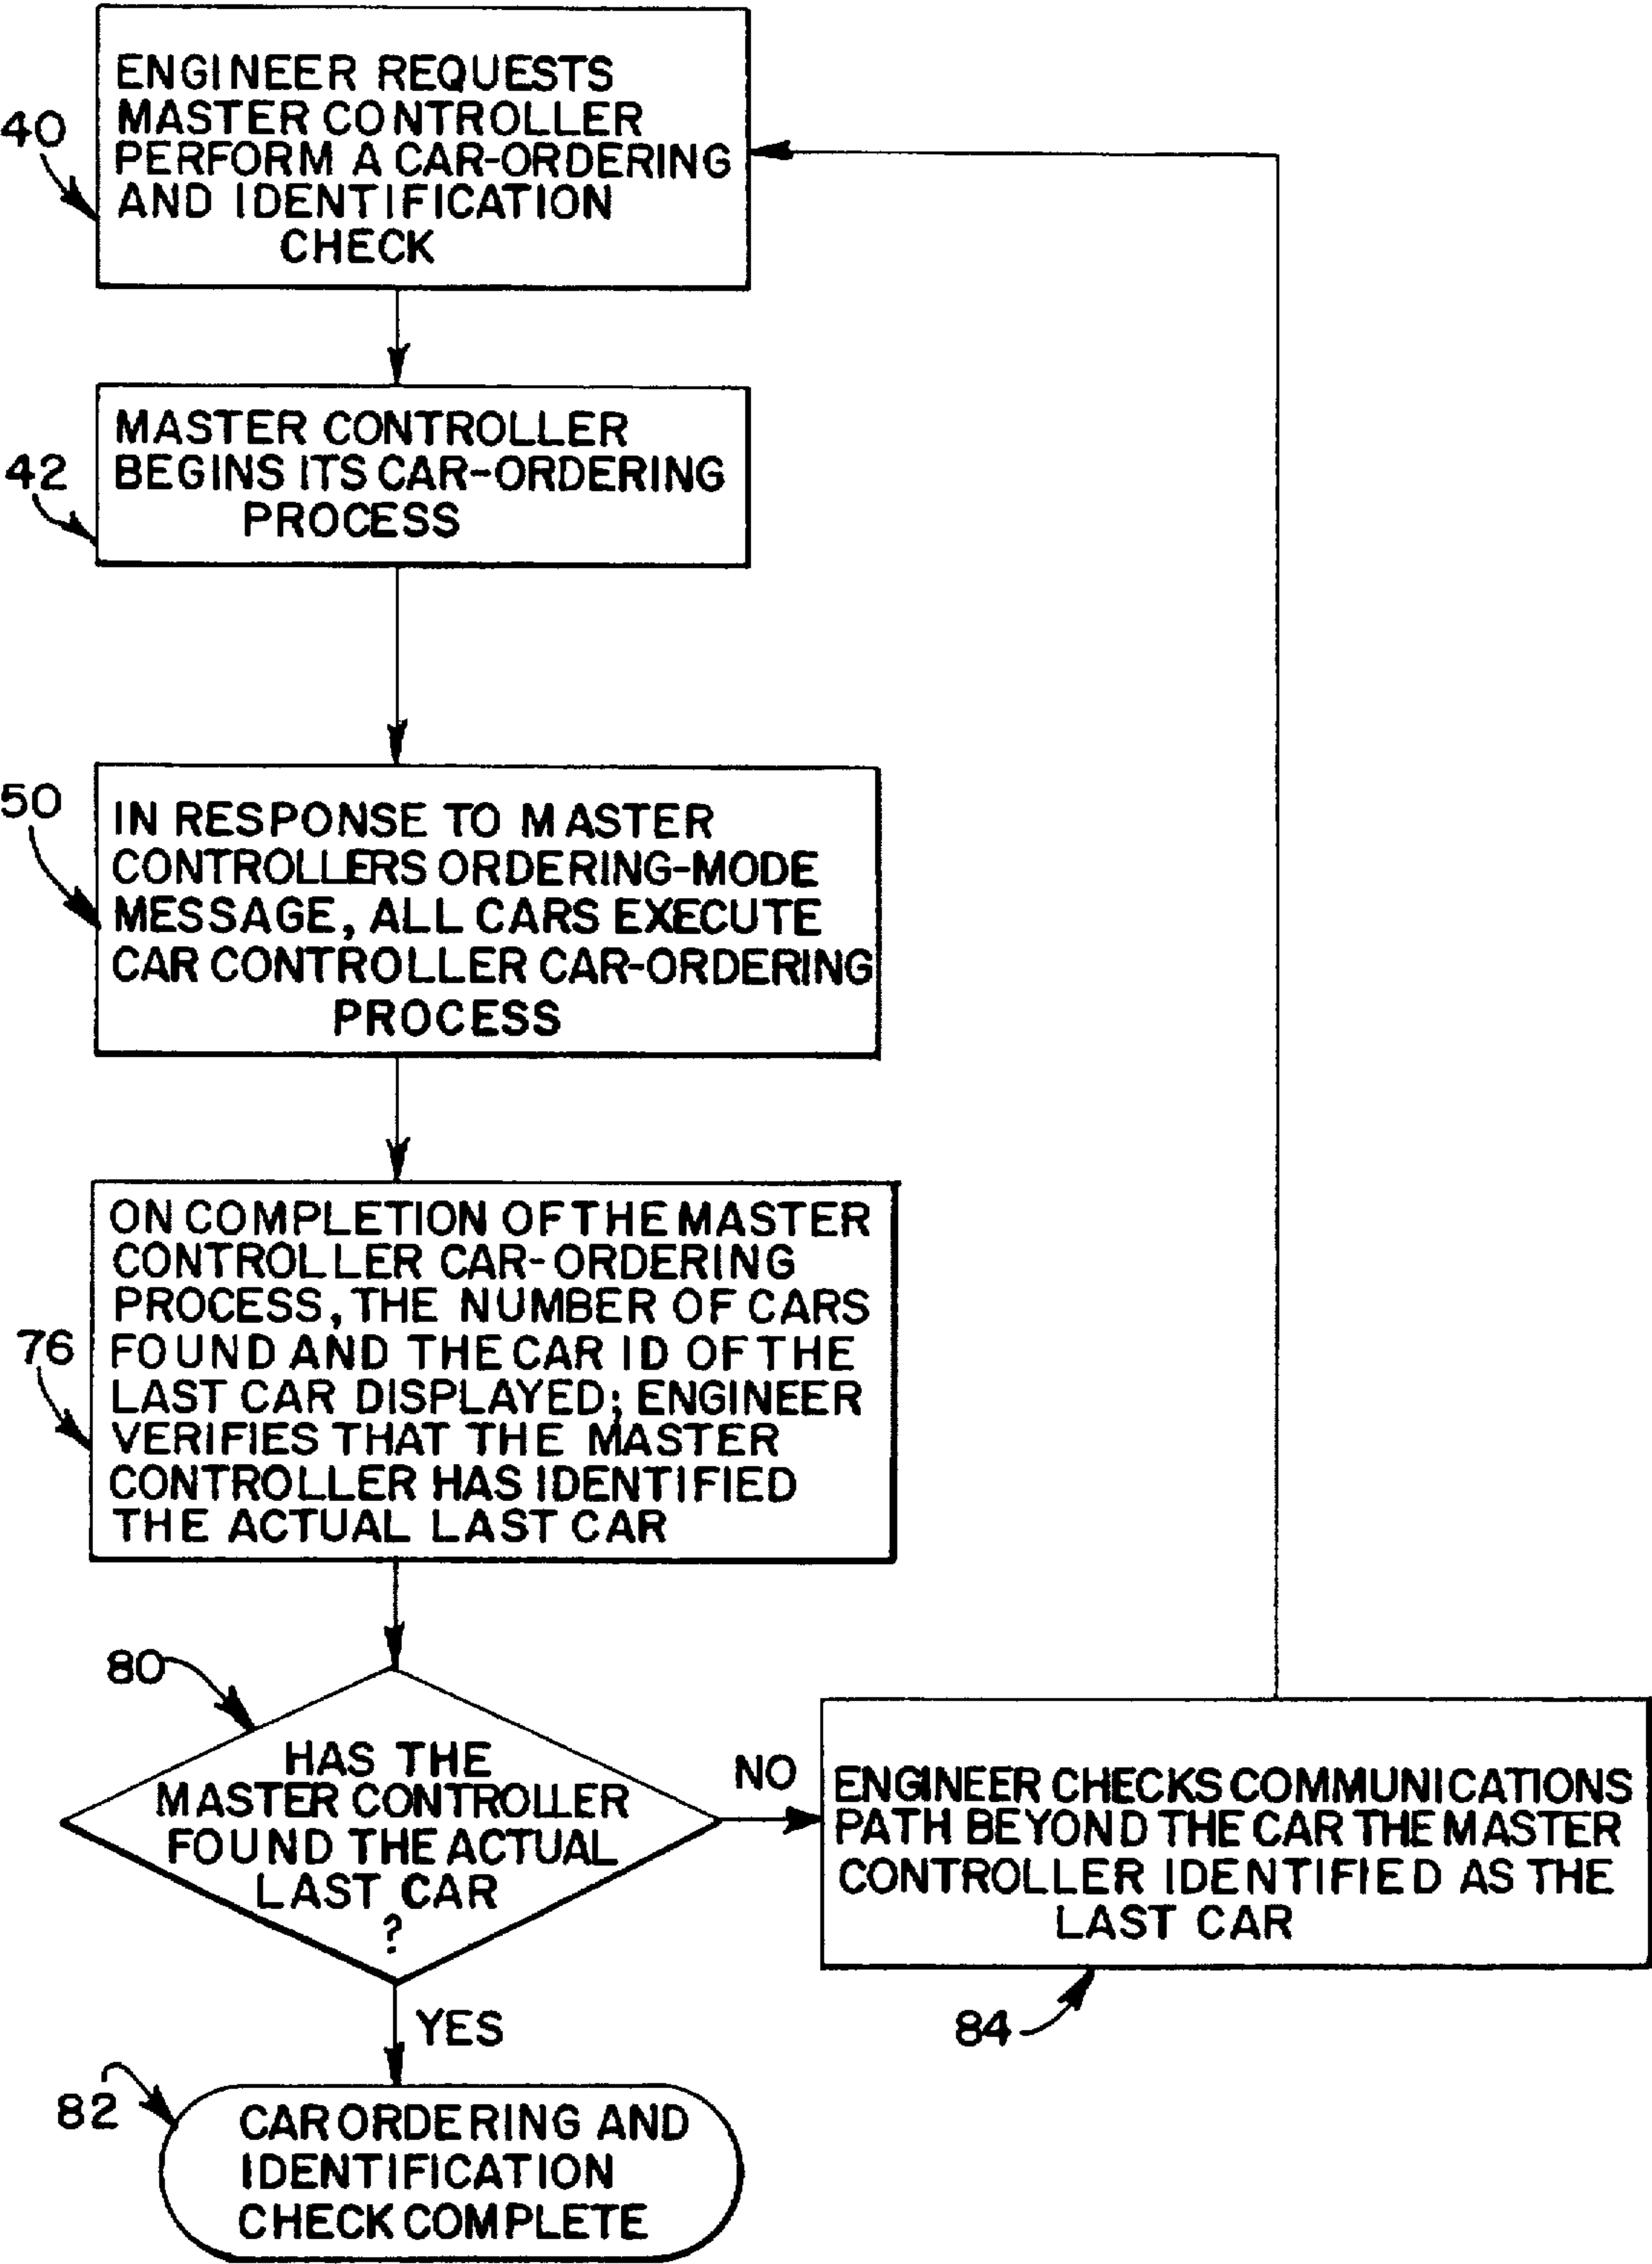 40
ENGINEER REQUESTS
MASTER CONTROLLER
PERFORM A CAR-ORDERING
AND IDENTIFICATION
CHECK
42
MASTER CONTROLLER
BEGINS ITS CAR-ORDERING
PROCESS
50
IN RESPONSE TO MASTER
CONTROLLERS ORDERING-MODE
MESSAGE, ALL CARS EXECUTE
CAR CONTROLLER CAR-ORDERING
PROCESS
76
ON COMPLETION OF THE MASTER
CONTROLLER CAR-ORDERING
PROCESS, THE NUMBER OF CARS
FOUND AND THE CAR ID OF THE
LAST CAR DISPLAYED; ENGINEER
VERIFIES THAT THE MASTER
CONTROLLER HAS IDENTIFIED
THE ACTUAL LAST CAR
80
HAS THE
MASTER CONTROLLER
FOUND THE ACTUAL
LAST CAR
?
NO
ENGINEER CHECKS COMMUNICATIONS
PATH BEYOND THE CAR THE MASTER
CONTROLLER IDENTIFIED AS THE
LAST CAR
84
YES
82
CAR ORDERING AND
IDENTIFICATION
CHECK COMPLETE